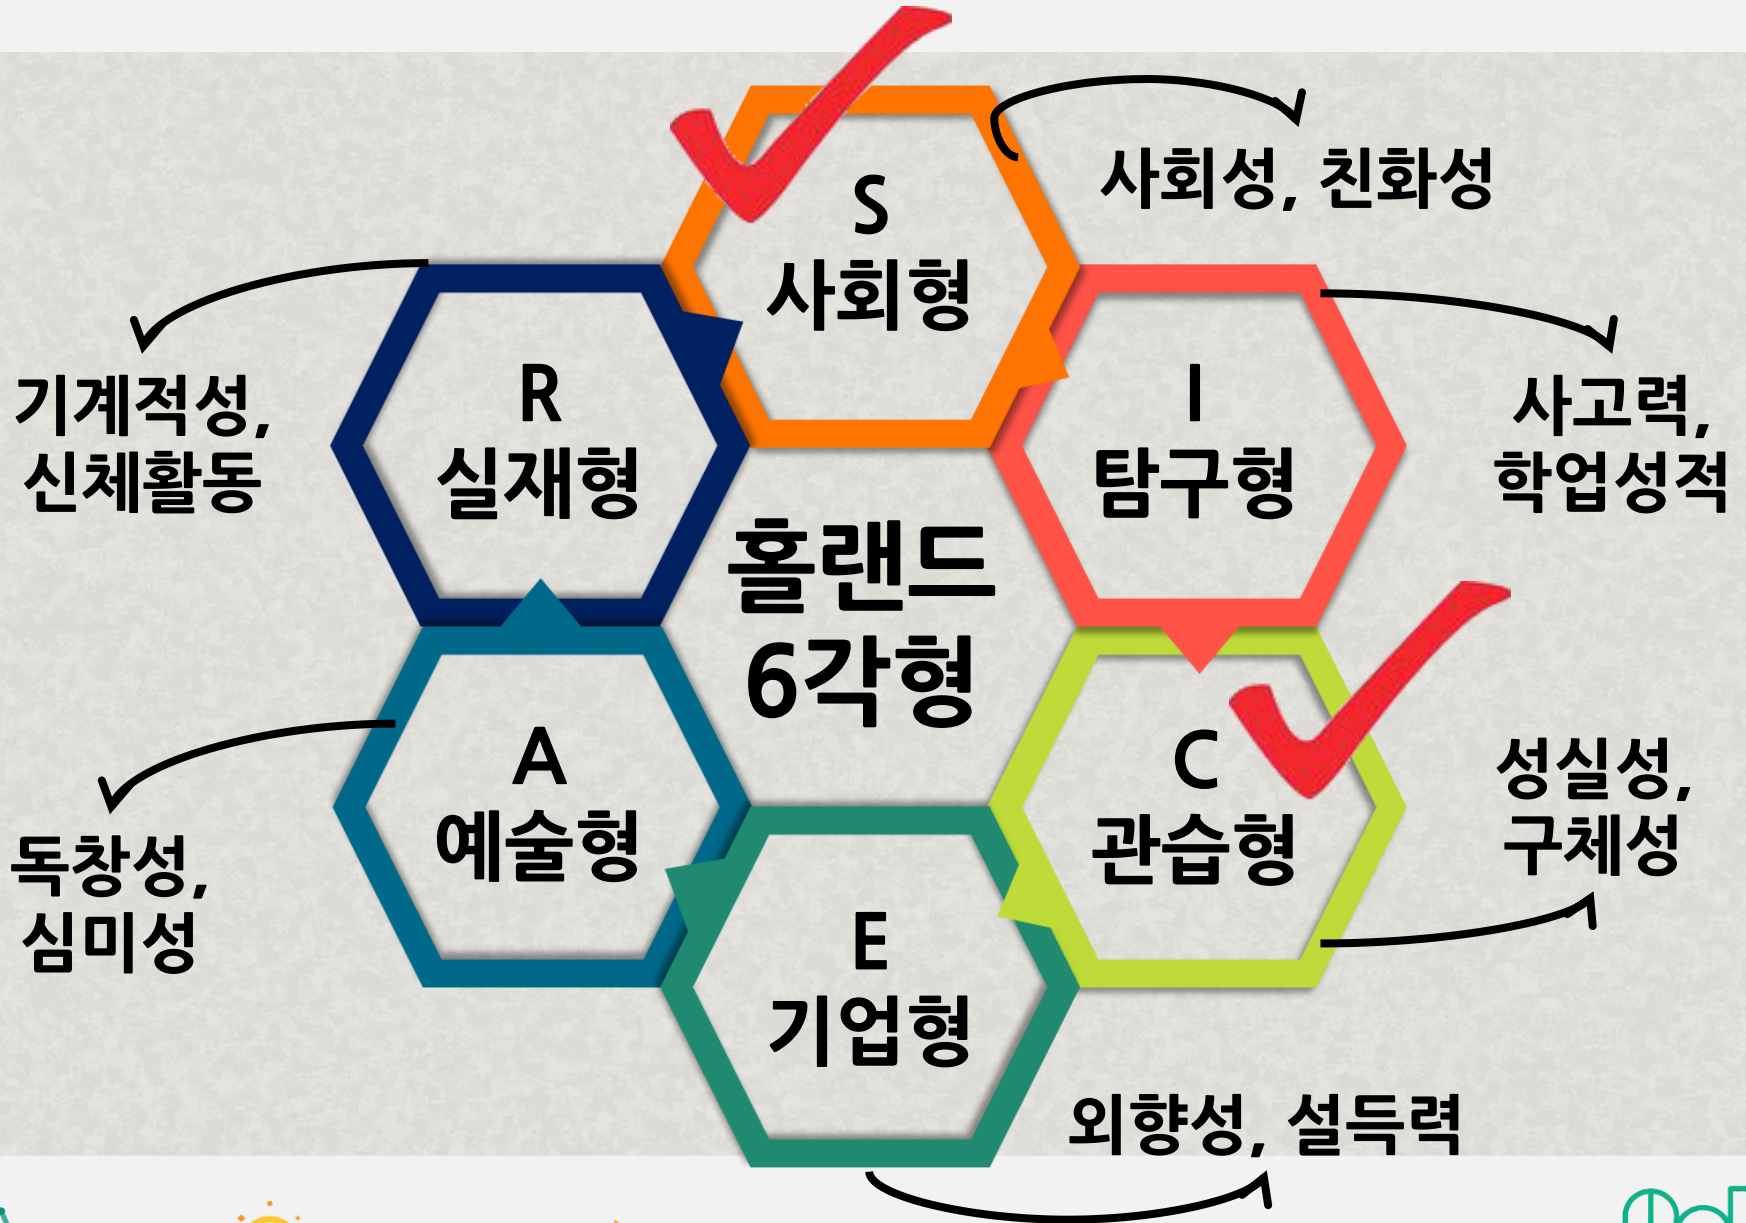 S
사회형
사회성, 친화성
R
실재형
기계적성,
신체활동
I
탐구형
사고력,
학업성적
홀랜드
6각형
A
예술형
독창성,
심미성
C
관습형
성실성,
구체성
E
기업형
외향성, 설득력